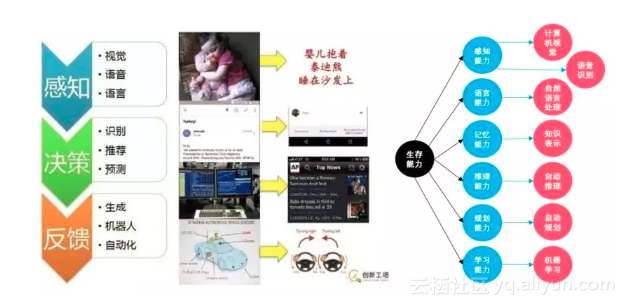 感知
• 视觉
• 语音
• 语言
决策
• 识别
• 推荐
• 预测
反馈
• 生成
• 机器人
• 自动化
婴儿抱着
泰迪熊
睡在沙发上
Top News
Turning right Turning left
创新工场
生存
能力
感知
能力
计算
机视
觉
语音
识别
语言
能力
自然
语言
处理
记忆
能力
知识
表示
推理
能力
自动
推理
规划
能力
自动
规划
学习
能力
机器
学习
云栖社区 yq.aliyun.com